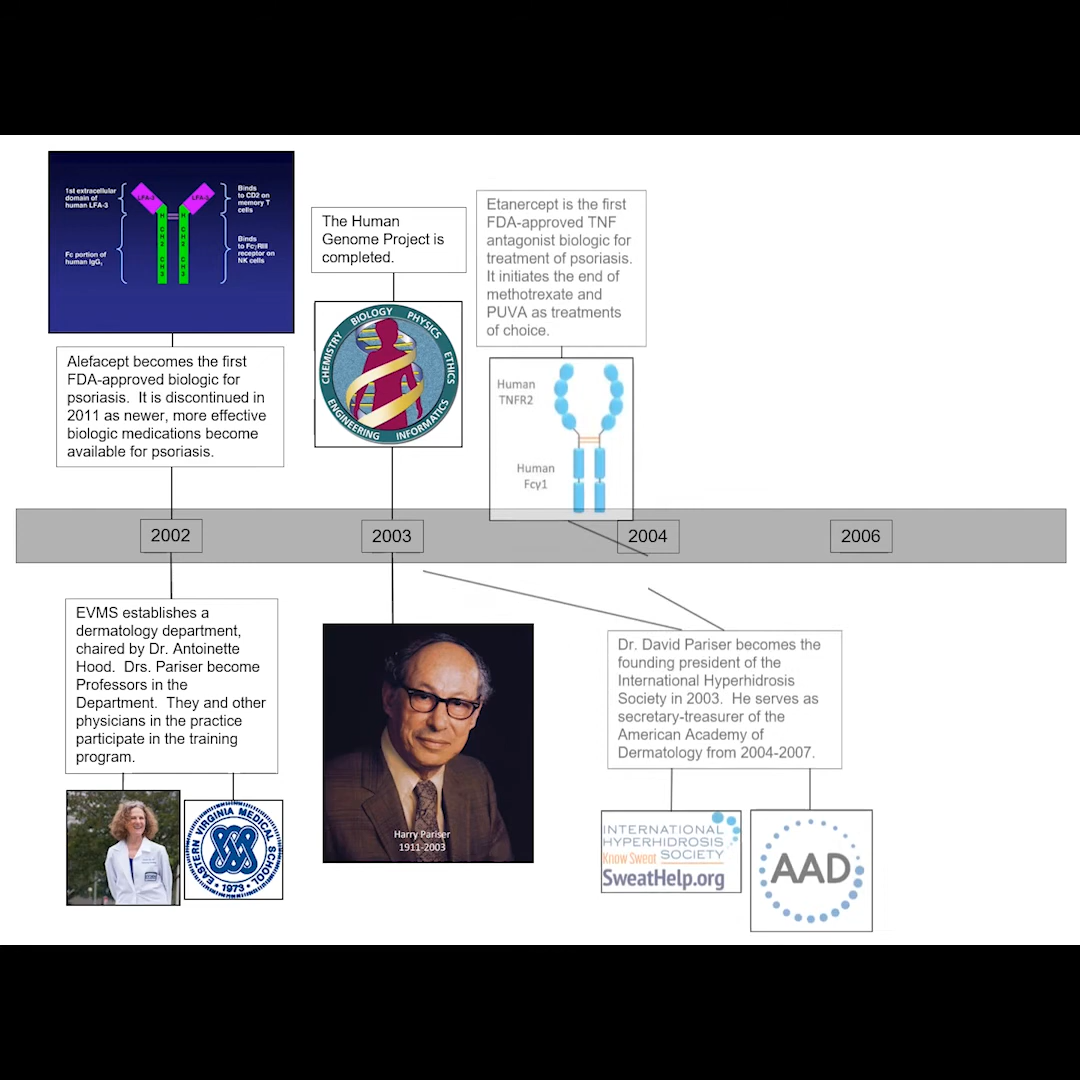 1st extracellular
domain of
human LFA-3
LFA-3
LFA-3
Binds
to CD2 on
memory T
cells
H
H
CH2
CH2
CH3
CH3
Fc portion of
human IgG1
Binds
to FcγRIII
receptor on
NK cells
Alefacept becomes the first
FDA-approved biologic for
psoriasis. It is discontinued in
2011 as newer, more effective
biologic medications become
available for psoriasis.
The Human
Genome Project is
completed.
CHEMISTRY BIOLOGY PHYSICS ETHICS
ENGINEERING INFORMATICS
Etanercept is the first
FDA-approved TNF
antagonist biologic for
treatment of psoriasis.
It initiates the end of
methotrexate and
PUVA as treatments
of choice.
Human
TNFR2
Human
Fcγ1
2002
2003
2004
2006
EVMS establishes a
dermatology department,
chaired by Dr. Antoinette
Hood. Drs. Pariser become
Professors in the
Department. They and other
physicians in the practice
participate in the training
program.
EASTERN VIRGINIA MEDICAL SCHOOL
• 1973 •
Harry Pariser
1911-2003
Dr. David Pariser becomes the
founding president of the
International Hyperhidrosis
Society in 2003. He serves as
secretary-treasurer of the
American Academy of
Dermatology from 2004-2007.
INTERNATIONAL
HYPERHIDROSIS
Know Sweat SOCIETY
SweatHelp.org
AAD